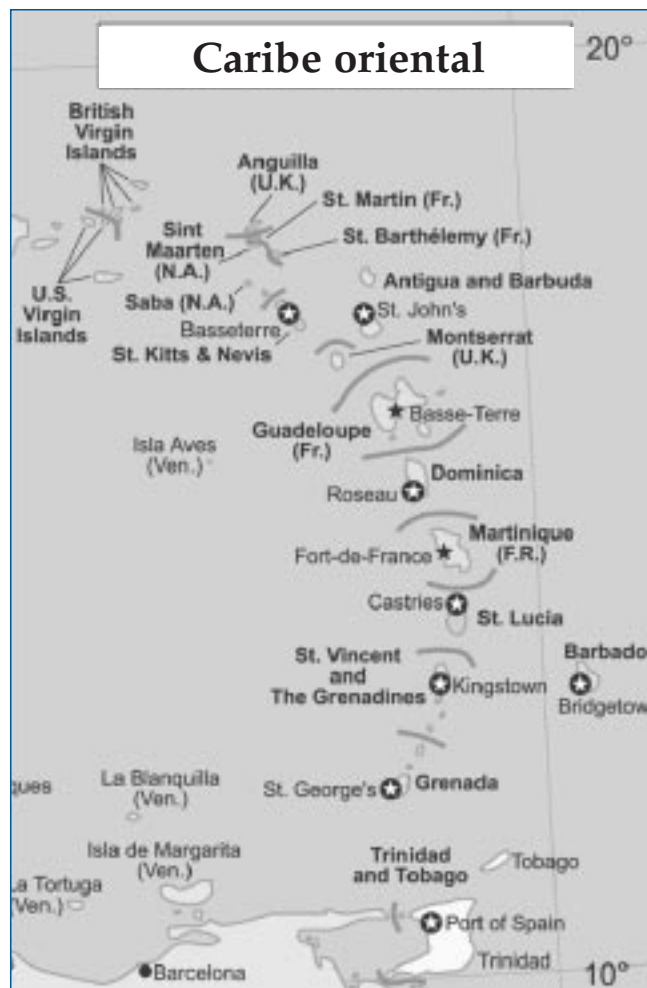 Caribe oriental
20°
British
Virgin
Islands
Anguilla
(U.K.)
St. Martin (Fr.)
Sint
Maarten
(N.A.)
St. Barthélemy (Fr.)
U.S.
Virgin
Islands
Antigua and Barbuda
Saba (N.A.)
St. John's
Basseterre
St. Kitts & Nevis
Montserrat
(U.K.)
Basse-Terre
Guadeloupe
(Fr.)
Isla Aves
(Ven.)
Dominica
Roseau
Martinique
(F.R.)
Fort-de-France
Castries
St. Lucia
St. Vincent
and
The Grenadines
Kingstown
Barbado
Bridgetow
ques
La Blanquilla
(Ven.)
St. George's
Grenada
Isla de Margarita
(Ven.)
Trinidad
and Tobago
Tobago
La Tortuga
(Ven.)
Port of Spain
Trinidad
Barcelona
10°